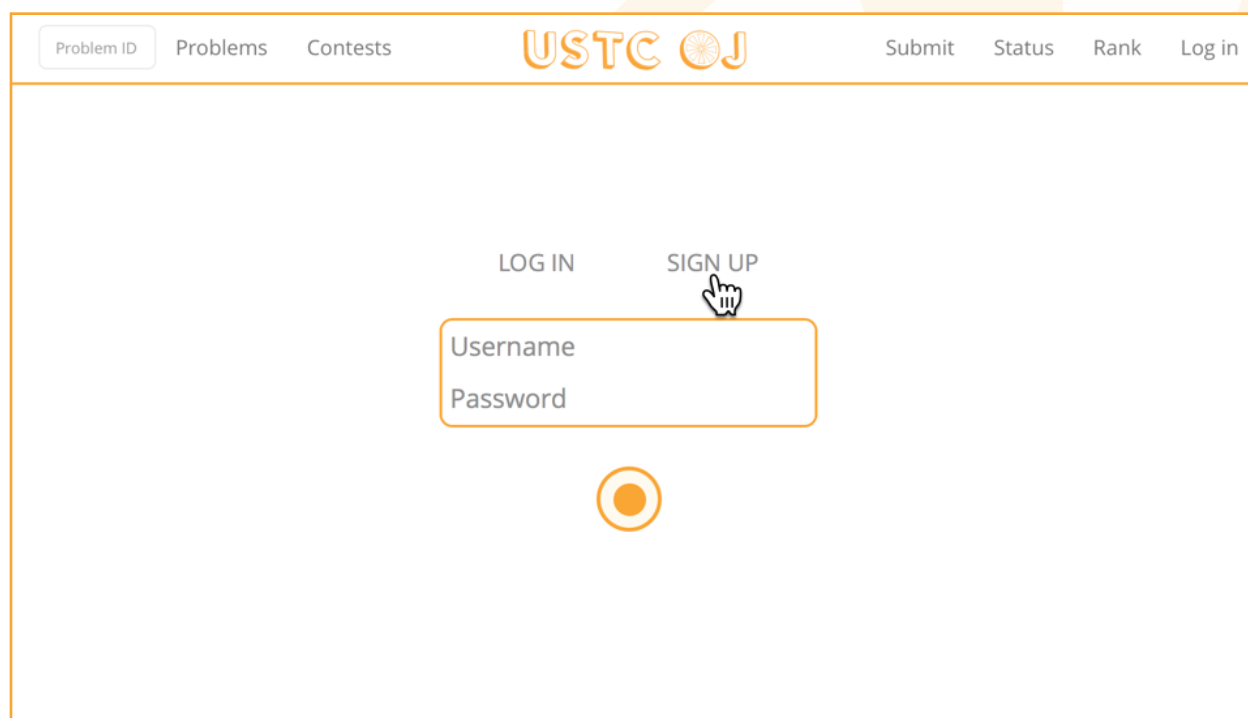 Problem ID Problems Contests USTC OJ Submit Status Rank Log in
LOG IN SIGN UP
Username
Password